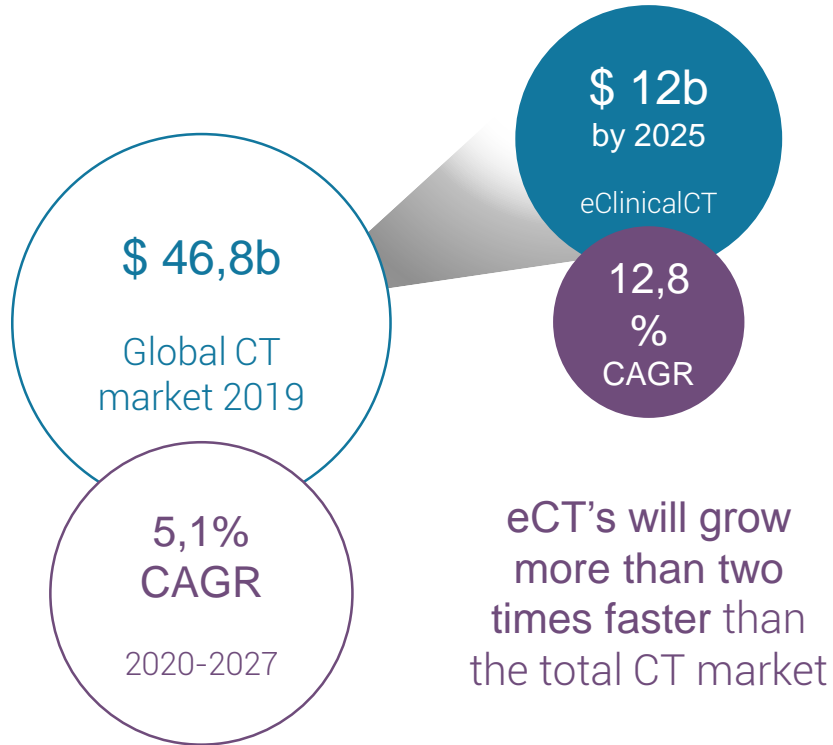 $ 46,8b
Global CT
market 2019
5,1%
CAGR
2020-2027
$ 12b
by 2025
eClinicalCT
12,8
%
CAGR
eCT’s will grow
more than two
times faster than
the total CT market